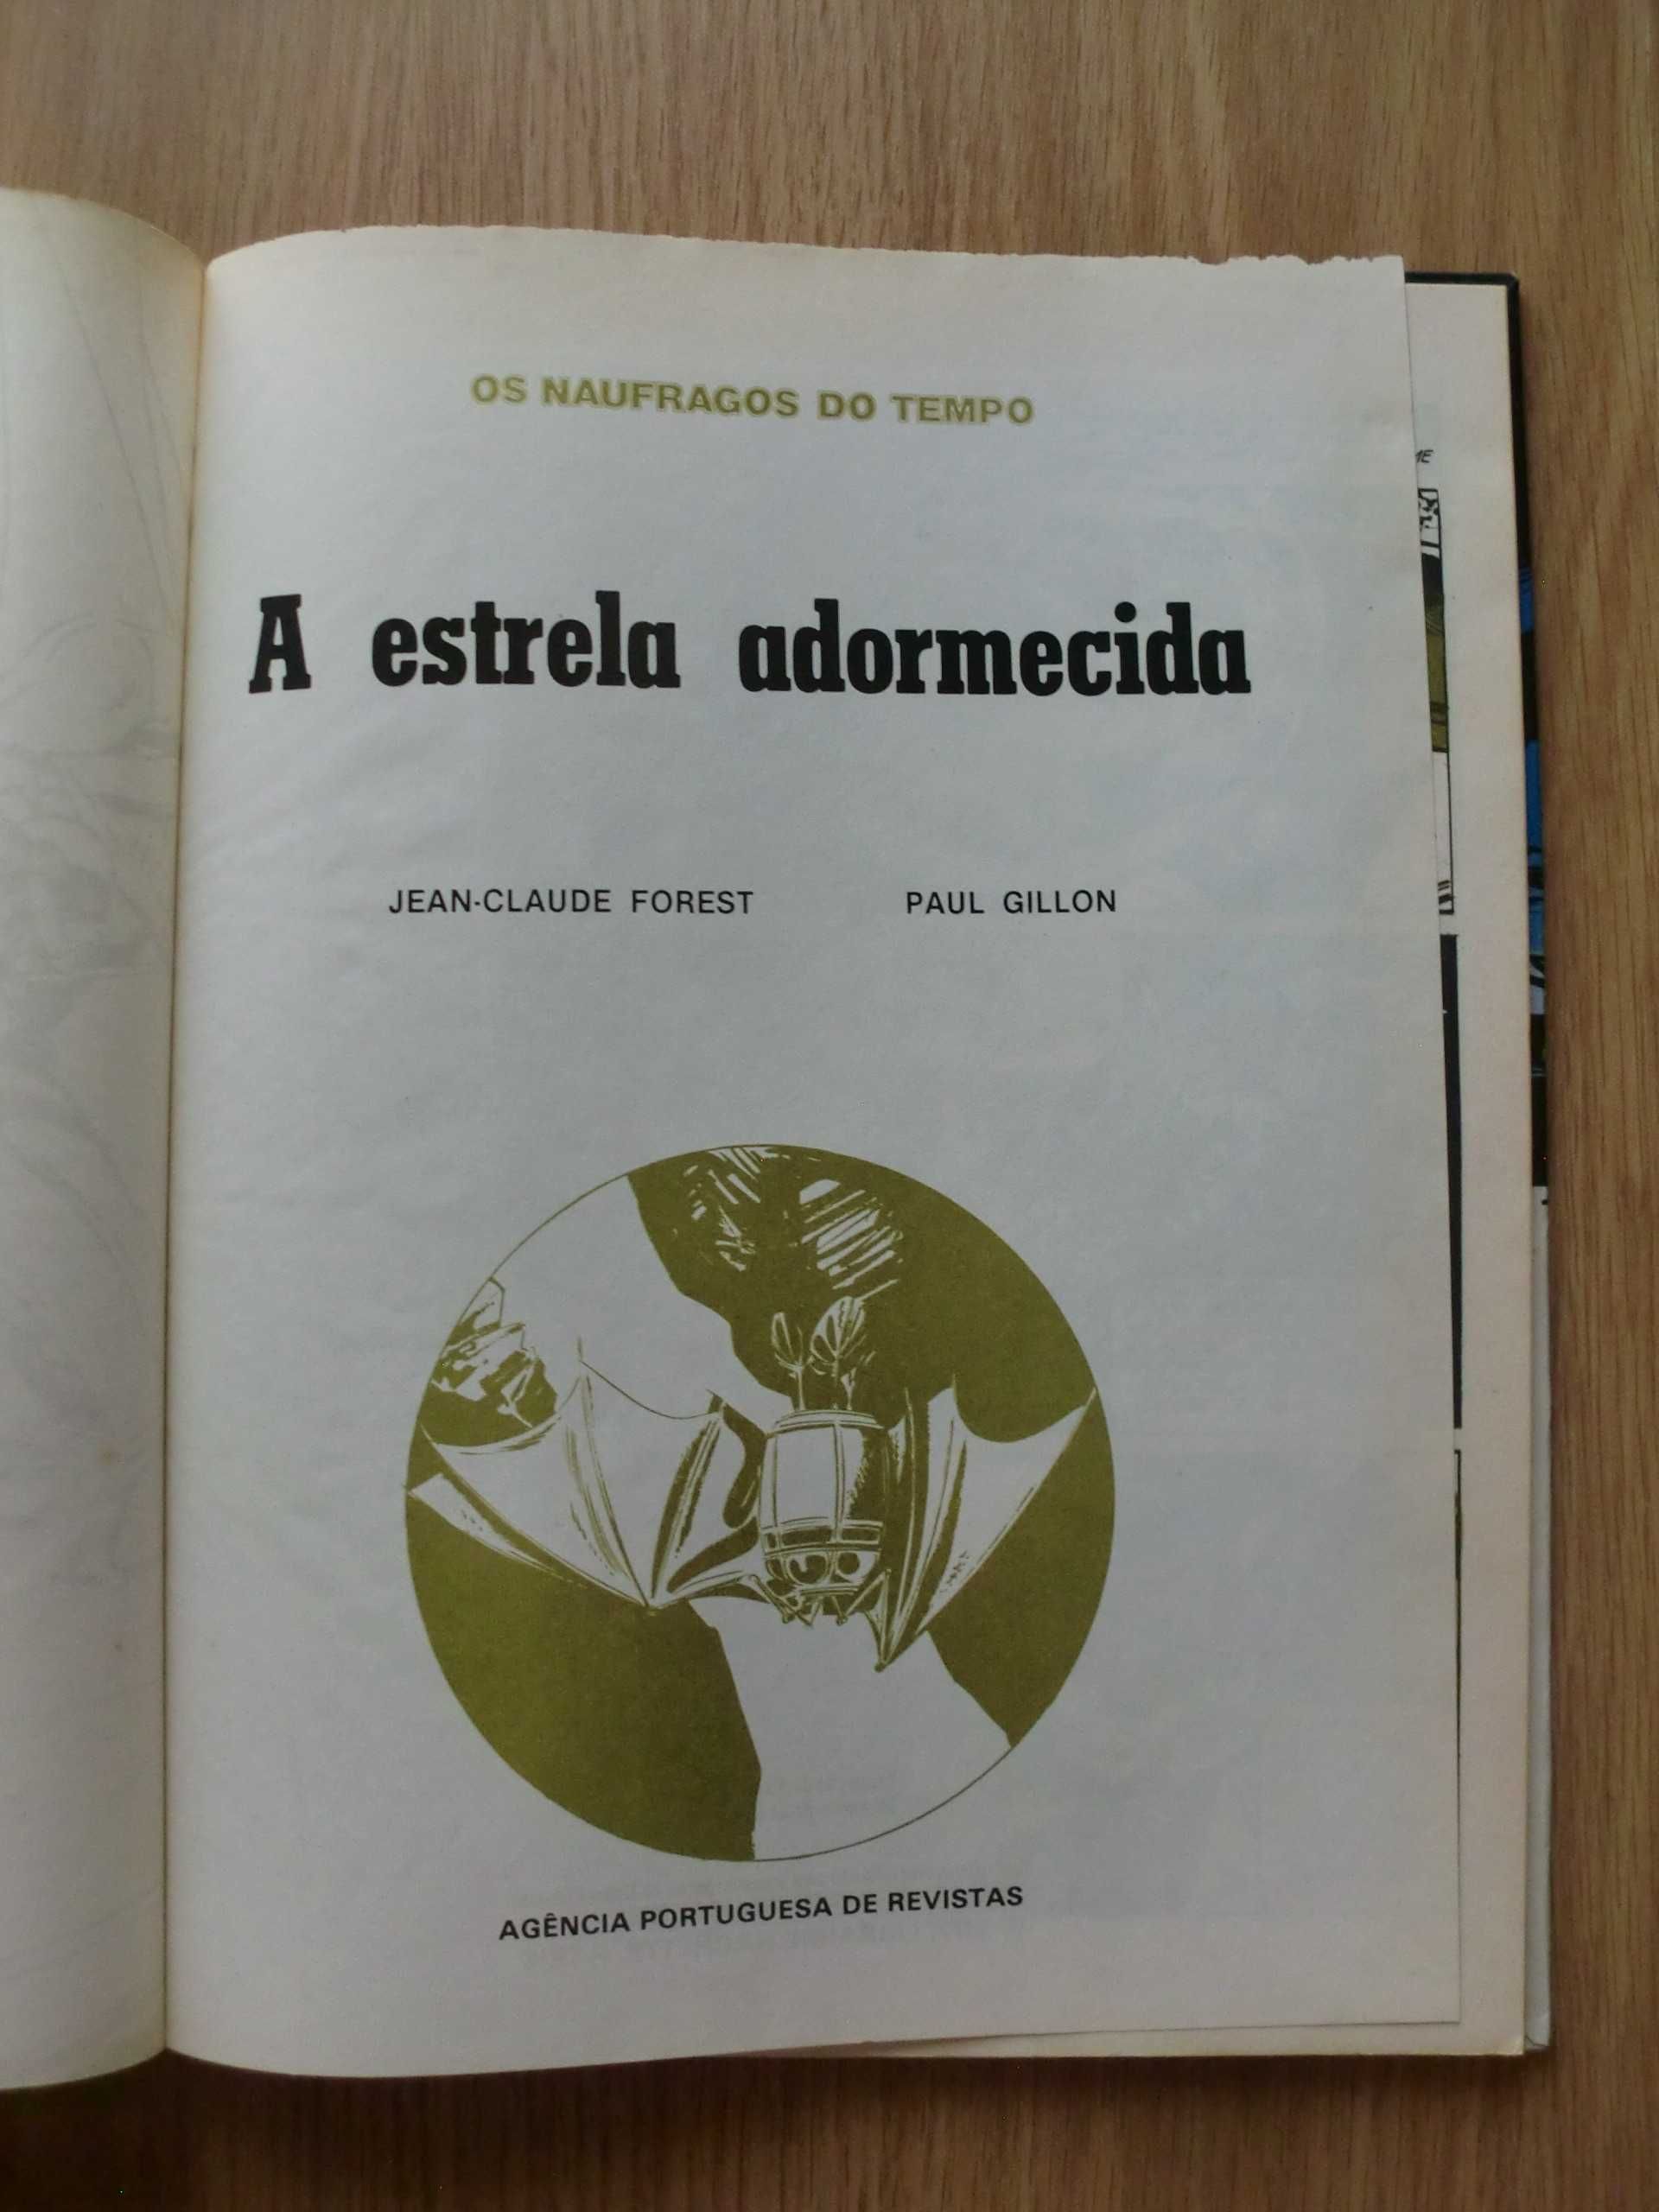 OS NAUFRAGOS DO TEMPO
A estrela adormecida
JEAN-CLAUDE FOREST PAUL GILLON
AGÊNCIA PORTUGUESA DE REVISTAS